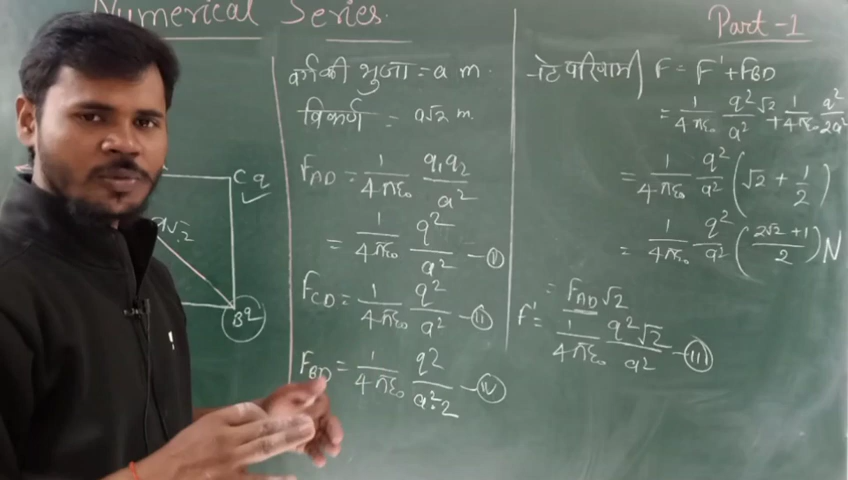 Numerical Series.
Part-1
Cq
a√2
Bq
वर्ग की भुजा = a m.
विकर्ण = a√2 m.
F_AD = 1/4πε₀ q₁q₂/a²
= 1/4πε₀ q²/a² —(i)
F_CD = 1/4πε₀ q²/a² —(ii)
F_BD = 1/4πε₀ q²/a².2 —(iv)
F = F' + F_BD
= 1/4πε₀ q²/a² √2 + 1/4πε₀ q²/2a²
= 1/4πε₀ q²/a² (√2 + 1/2)
= 1/4πε₀ q²/a² (2√2+1/2) N
= F_AD √2
F' = 1/4πε₀ q²√2/a² —(iii)